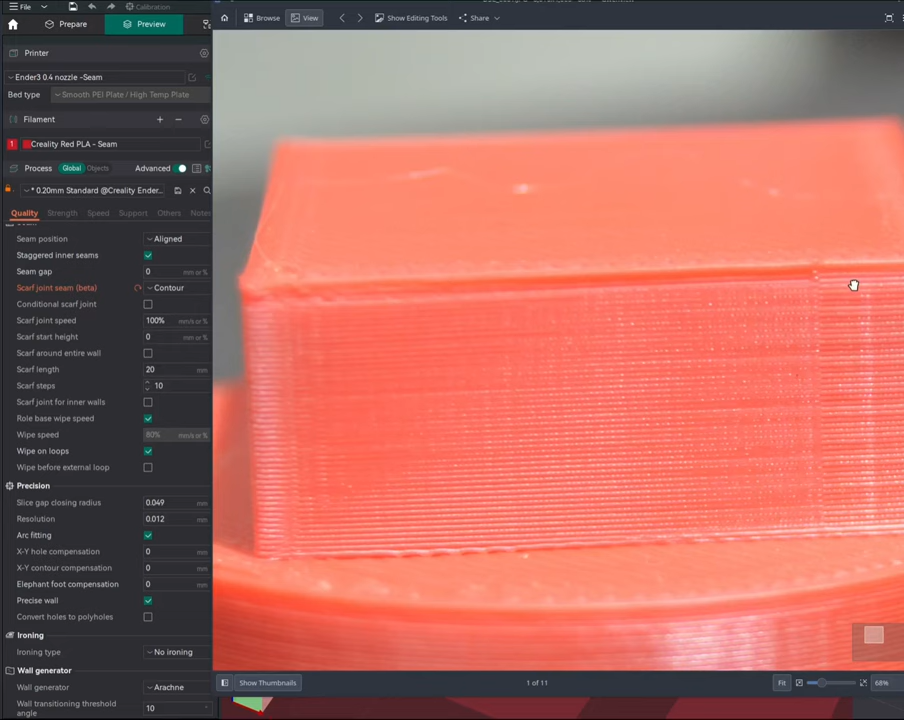 File
Calibration
Prepare
Preview
Printer
Ender3 0.4 nozzle -Seam
Bed type
Smooth PEI Plate / High Temp Plate
Filament
1
Creality Red PLA - Seam
Process
Global
Objects
Advanced
* 0.20mm Standard @Creality Ender...
Quality
Strength
Speed
Support
Others
Notes
Seam position
Aligned
Staggered inner seams
Seam gap
0
mm or %
Scarf joint seam (beta)
Contour
Conditional scarf joint
Scarf joint speed
100%
mm/s or %
Scarf start height
0
mm or %
Scarf around entire wall
Scarf length
20
mm
Scarf steps
10
Scarf joint for inner walls
Role base wipe speed
Wipe speed
80%
mm/s or %
Wipe on loops
Wipe before external loop
Precision
Slice gap closing radius
0.049
mm
Resolution
0.012
mm
Arc fitting
X-Y hole compensation
0
mm
X-Y contour compensation
0
mm
Elephant foot compensation
0
mm
Precise wall
Convert holes to polyholes
Ironing
Ironing type
No ironing
Wall generator
Wall generator
Arachne
Wall transitioning threshold
angle
10
Browse
View
Show Editing Tools
Share
Show Thumbnails
1 of 11
Fit
68%